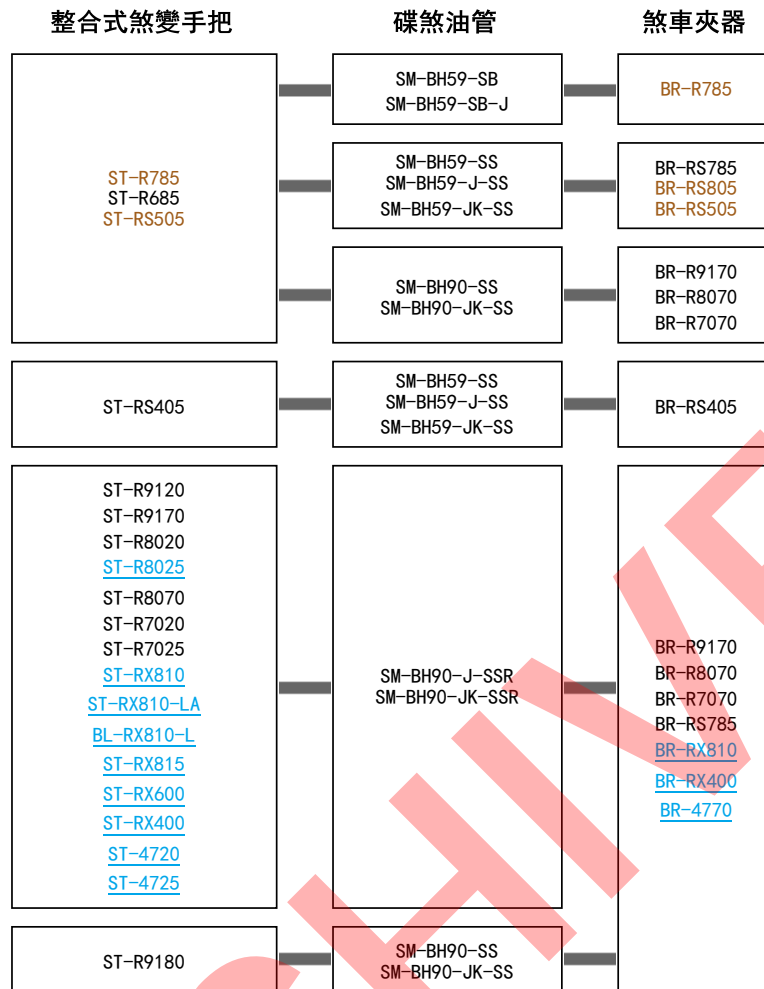 整合式煞變手把
碟煞油管
煞車夾器
ST-R785
ST-R685
ST-RS505
SM-BH59-SB
SM-BH59-SB-J
BR-R785
SM-BH59-SS
SM-BH59-J-SS
SM-BH59-JK-SS
BR-RS785
BR-RS805
BR-RS505
SM-BH90-SS
SM-BH90-JK-SS
BR-R9170
BR-R8070
BR-R7070
ST-RS405
SM-BH59-SS
SM-BH59-J-SS
SM-BH59-JK-SS
BR-RS405
ST-R9120
ST-R9170
ST-R8020
ST-R8025
ST-R8070
ST-R7020
ST-R7025
ST-RX810
ST-RX810-LA
BL-RX810-L
ST-RX815
ST-RX600
ST-RX400
ST-4720
ST-4725
SM-BH90-J-SSR
SM-BH90-JK-SSR
BR-R9170
BR-R8070
BR-R7070
BR-RS785
BR-RX810
BR-RX400
BR-4770
ST-R9180
SM-BH90-SS
SM-BH90-JK-SS